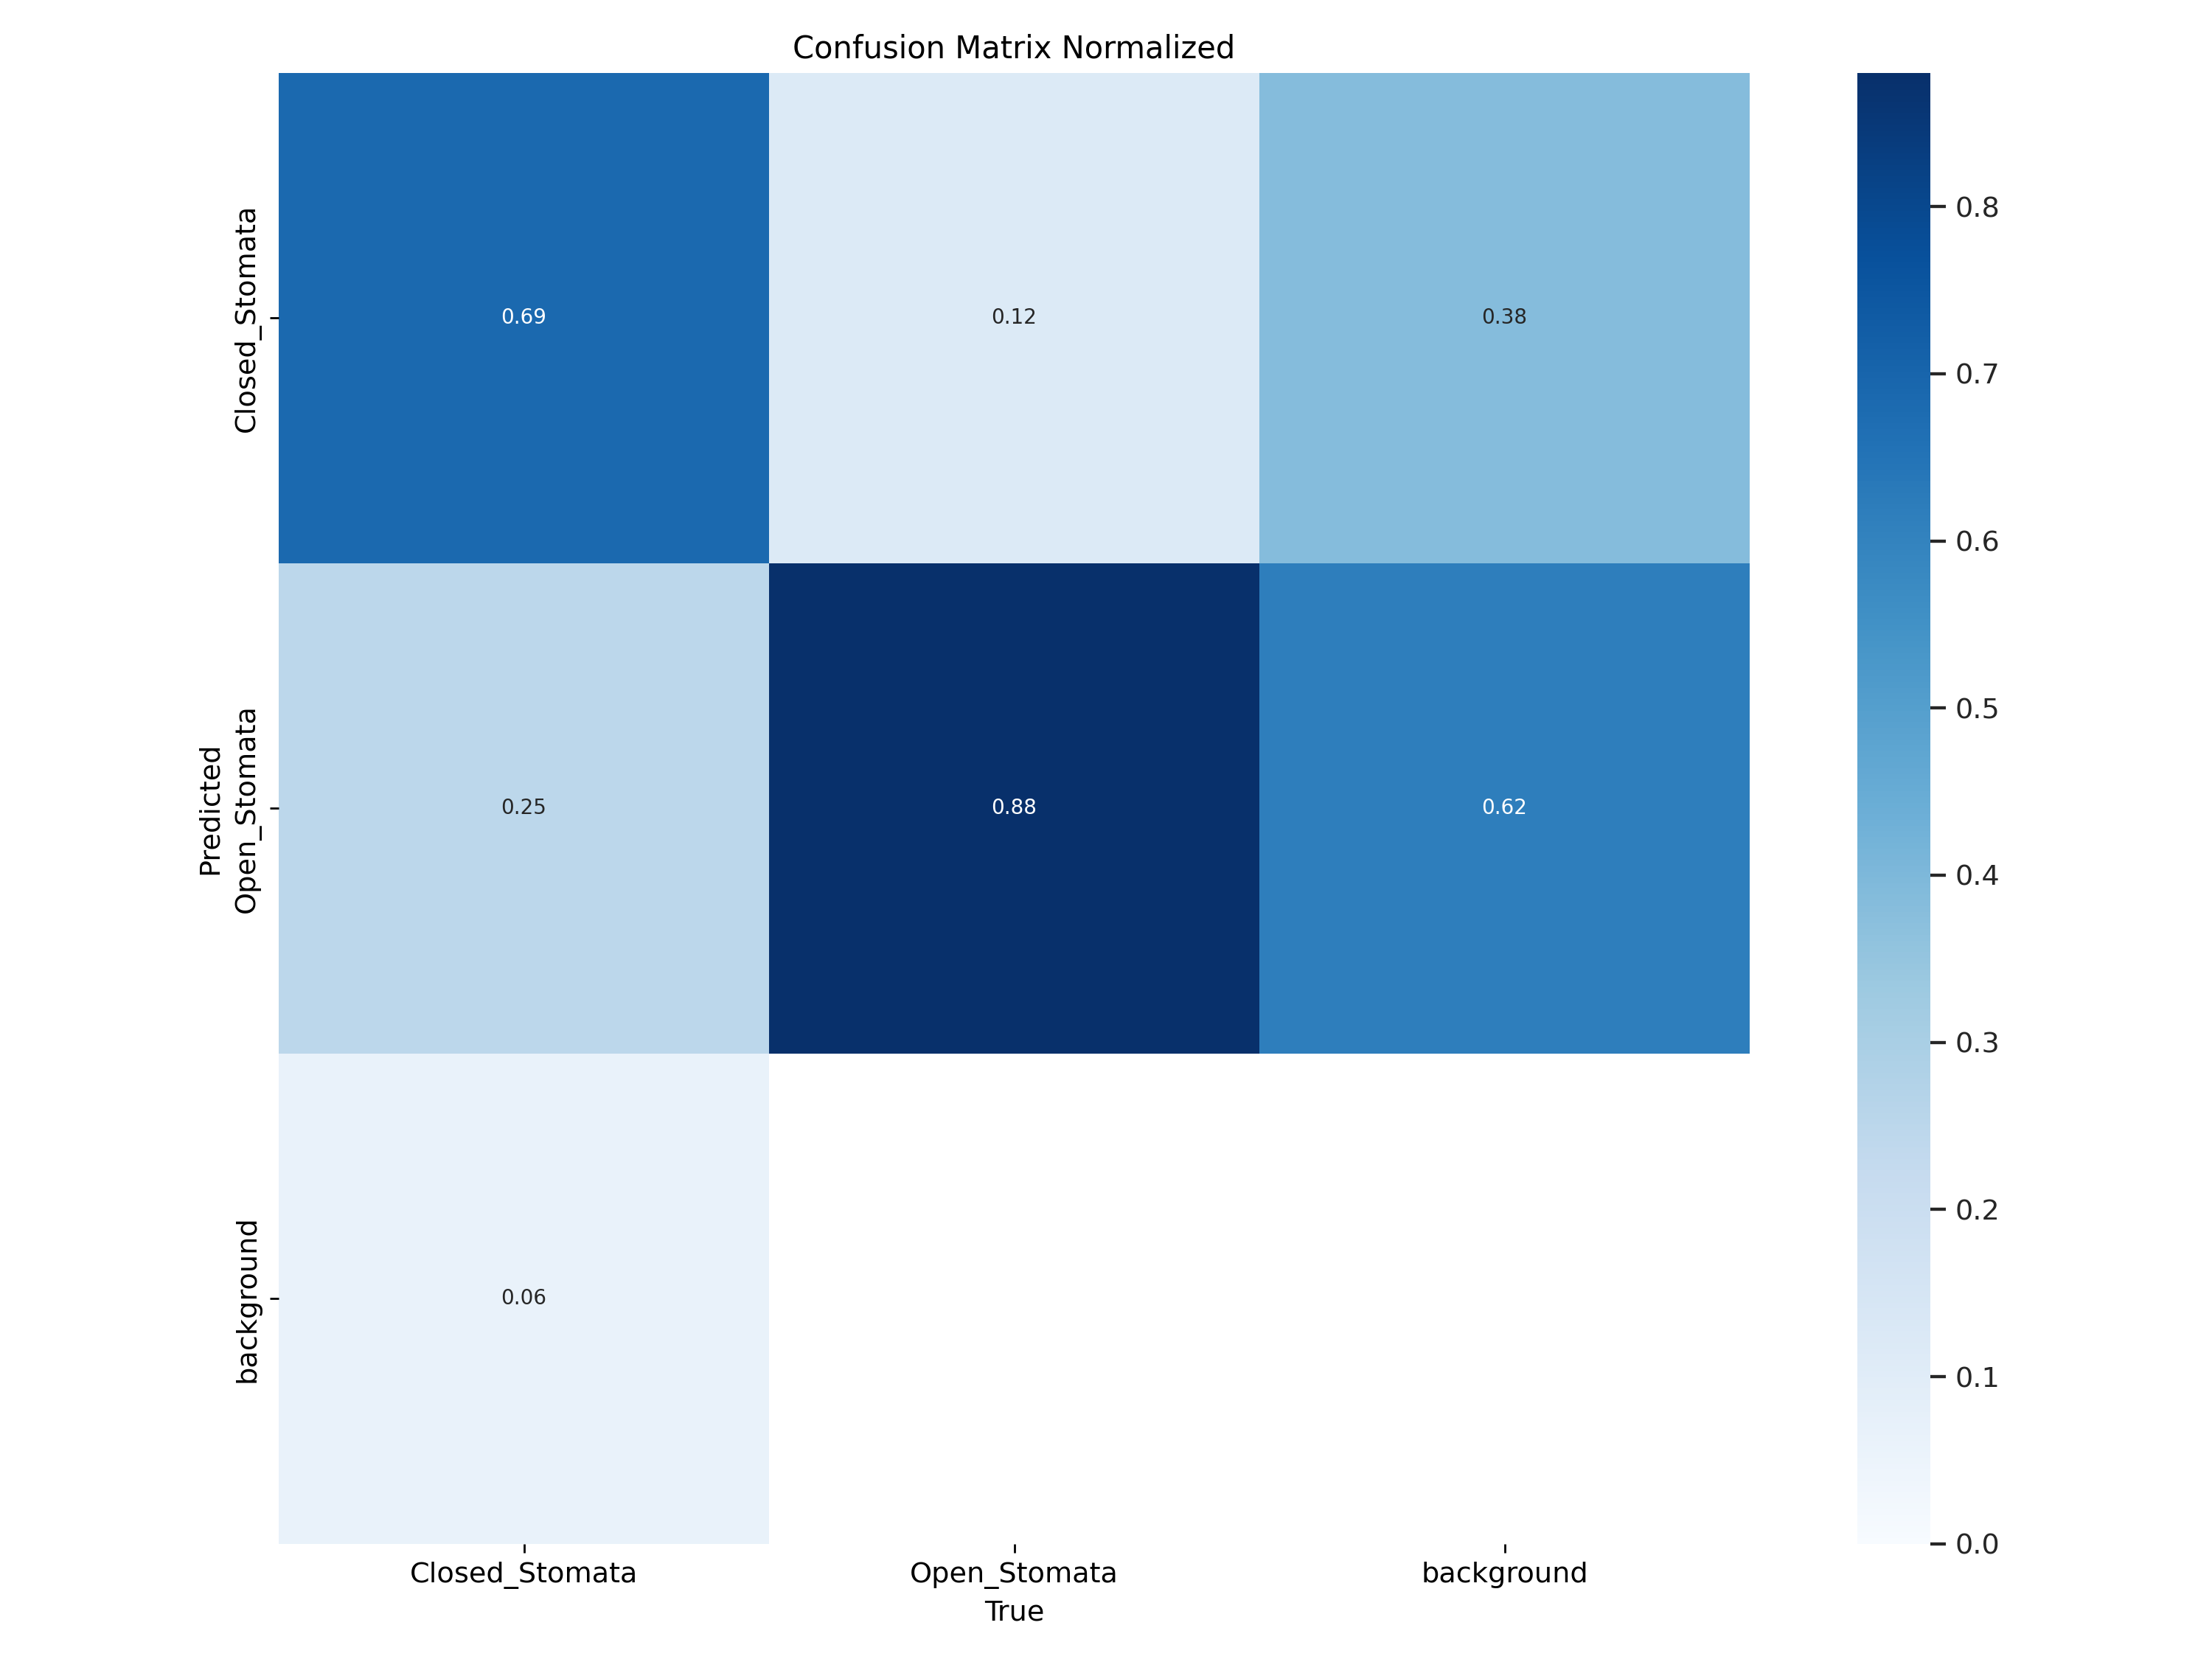 Confusion Matrix Normalized
Predicted
Closed_Stomata
0.69
0.12
0.38
Open_Stomata
0.25
0.88
0.62
background
0.06
Closed_Stomata
Open_Stomata
background
True
0.8
0.7
0.6
0.5
0.4
0.3
0.2
0.1
0.0